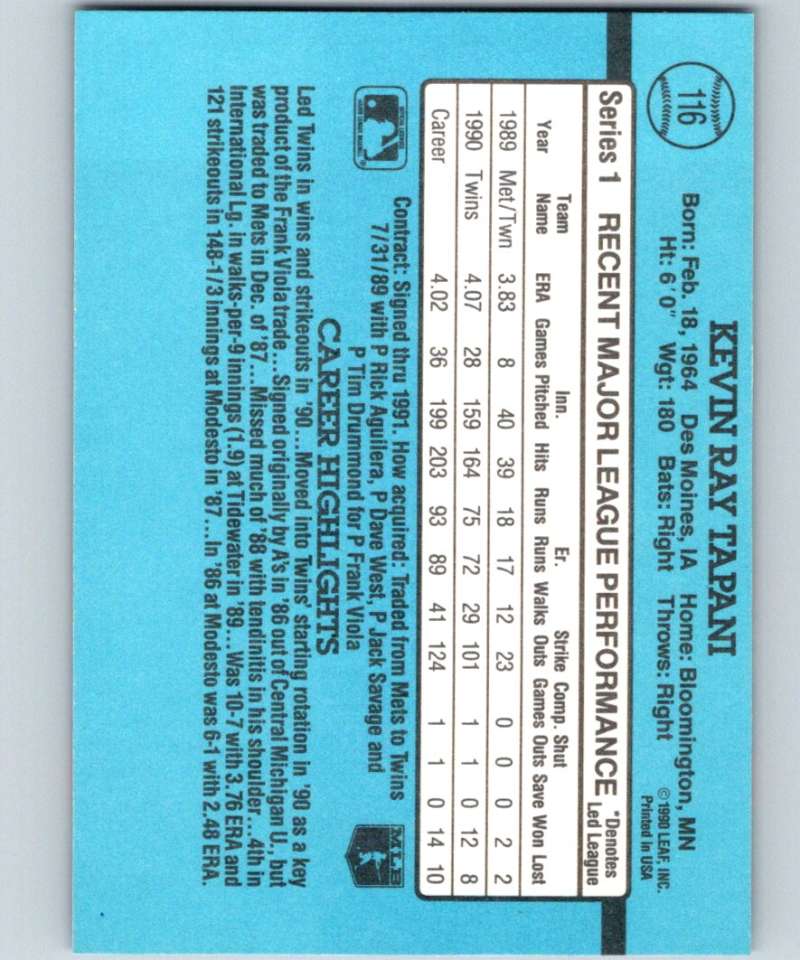 116
KEVIN RAY TAPANI
Born: Feb. 18, 1964 Des Moines, IA Home: Bloomington, MN
Ht: 6'0" Wgt: 180 Bats: Right Throws: Right
©1990 LEAF, INC.
Printed in USA
Series 1 RECENT MAJOR LEAGUE PERFORMANCE *Denotes Led League
Team Inn. Er. Strike Comp. Shut
Year Name ERA Games Pitched Hits Runs Runs Walks Outs Games Outs Save Won Lost
1989 Met/Twn 3.83 8 40 39 18 17 12 23 0 0 0 2 2
1990 Twins 4.07 28 159 164 75 72 29 101 1 1 0 12 8
Career 4.02 36 199 203 93 89 41 124 1 1 0 14 10
Contract: Signed thru 1991. How acquired: Traded from Mets to Twins
7/31/89 with P Rick Aguilera, P Dave West, P Jack Savage and
P Tim Drummond for P Frank Viola
MLB
CAREER HIGHLIGHTS
Led Twins in wins and strikeouts in '90...Moved into Twins' starting rotation in '90 as a key
product of the Frank Viola trade...Signed originally by A's in '86 out of Central Michigan U., but
was traded to Mets in Dec. of '87...Missed much of '88 with tendinitis in his shoulder...4th in
International Lg. in walks-per-9 innings (1.9) at Tidewater in '89...Was 10-7 with 3.76 ERA and
121 strikeouts in 148-1/3 innings at Modesto in '87...In '86 at Modesto was 6-1 with 2.48 ERA.